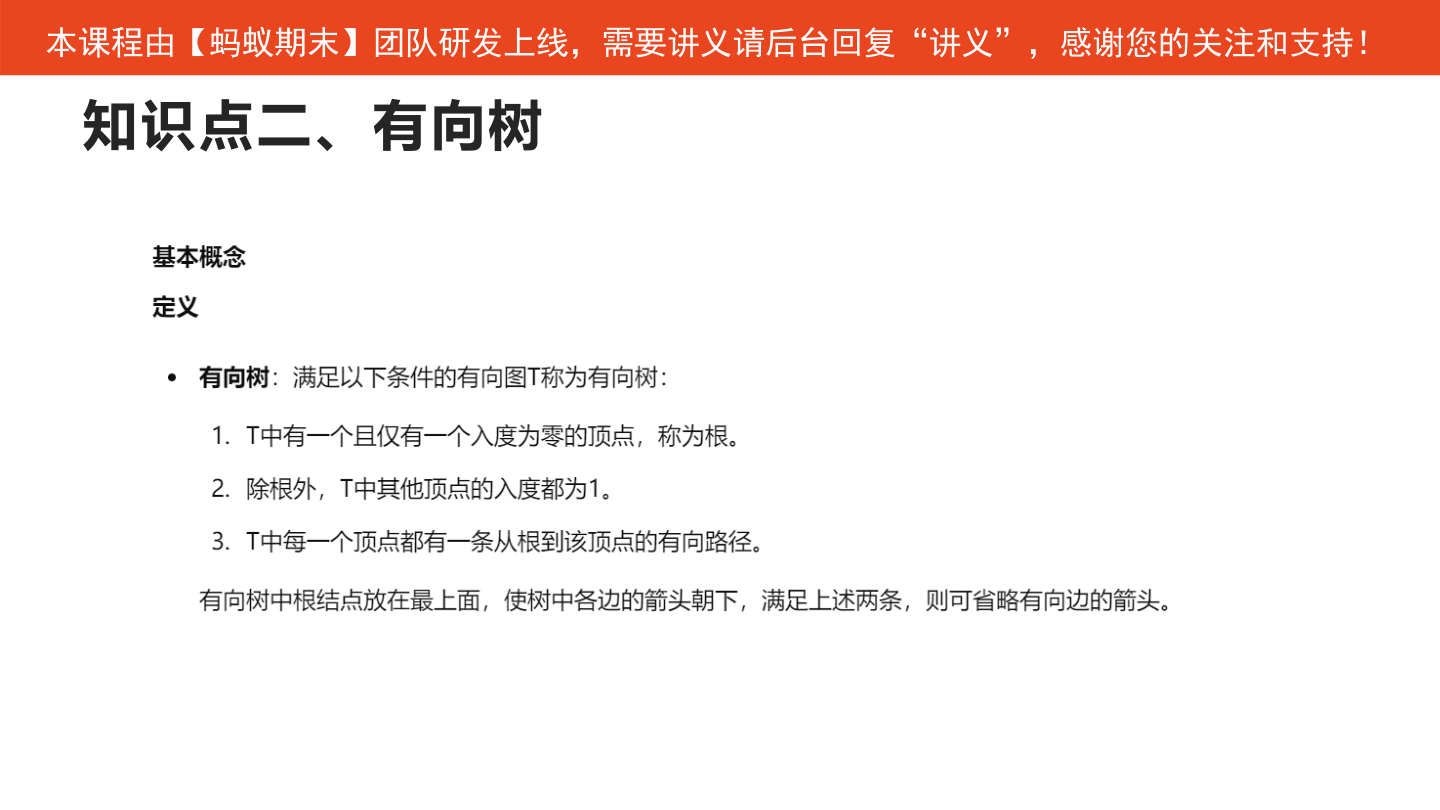 本课程由【蚂蚁期末】团队研发上线，需要讲义请后台回复“讲义”，感谢您的关注和支持！
知识点二、有向树
基本概念
定义
• 有向树：满足以下条件的有向图T称为有向树：
1. T中有一个且仅有一个入度为零的顶点，称为根。
2. 除根外，T中其他顶点的入度都为1。
3. T中每一个顶点都有一条从根到该顶点的有向路径。
有向树中根结点放在最上面，使树中各边的箭头朝下，满足上述两条，则可省略有向边的箭头。